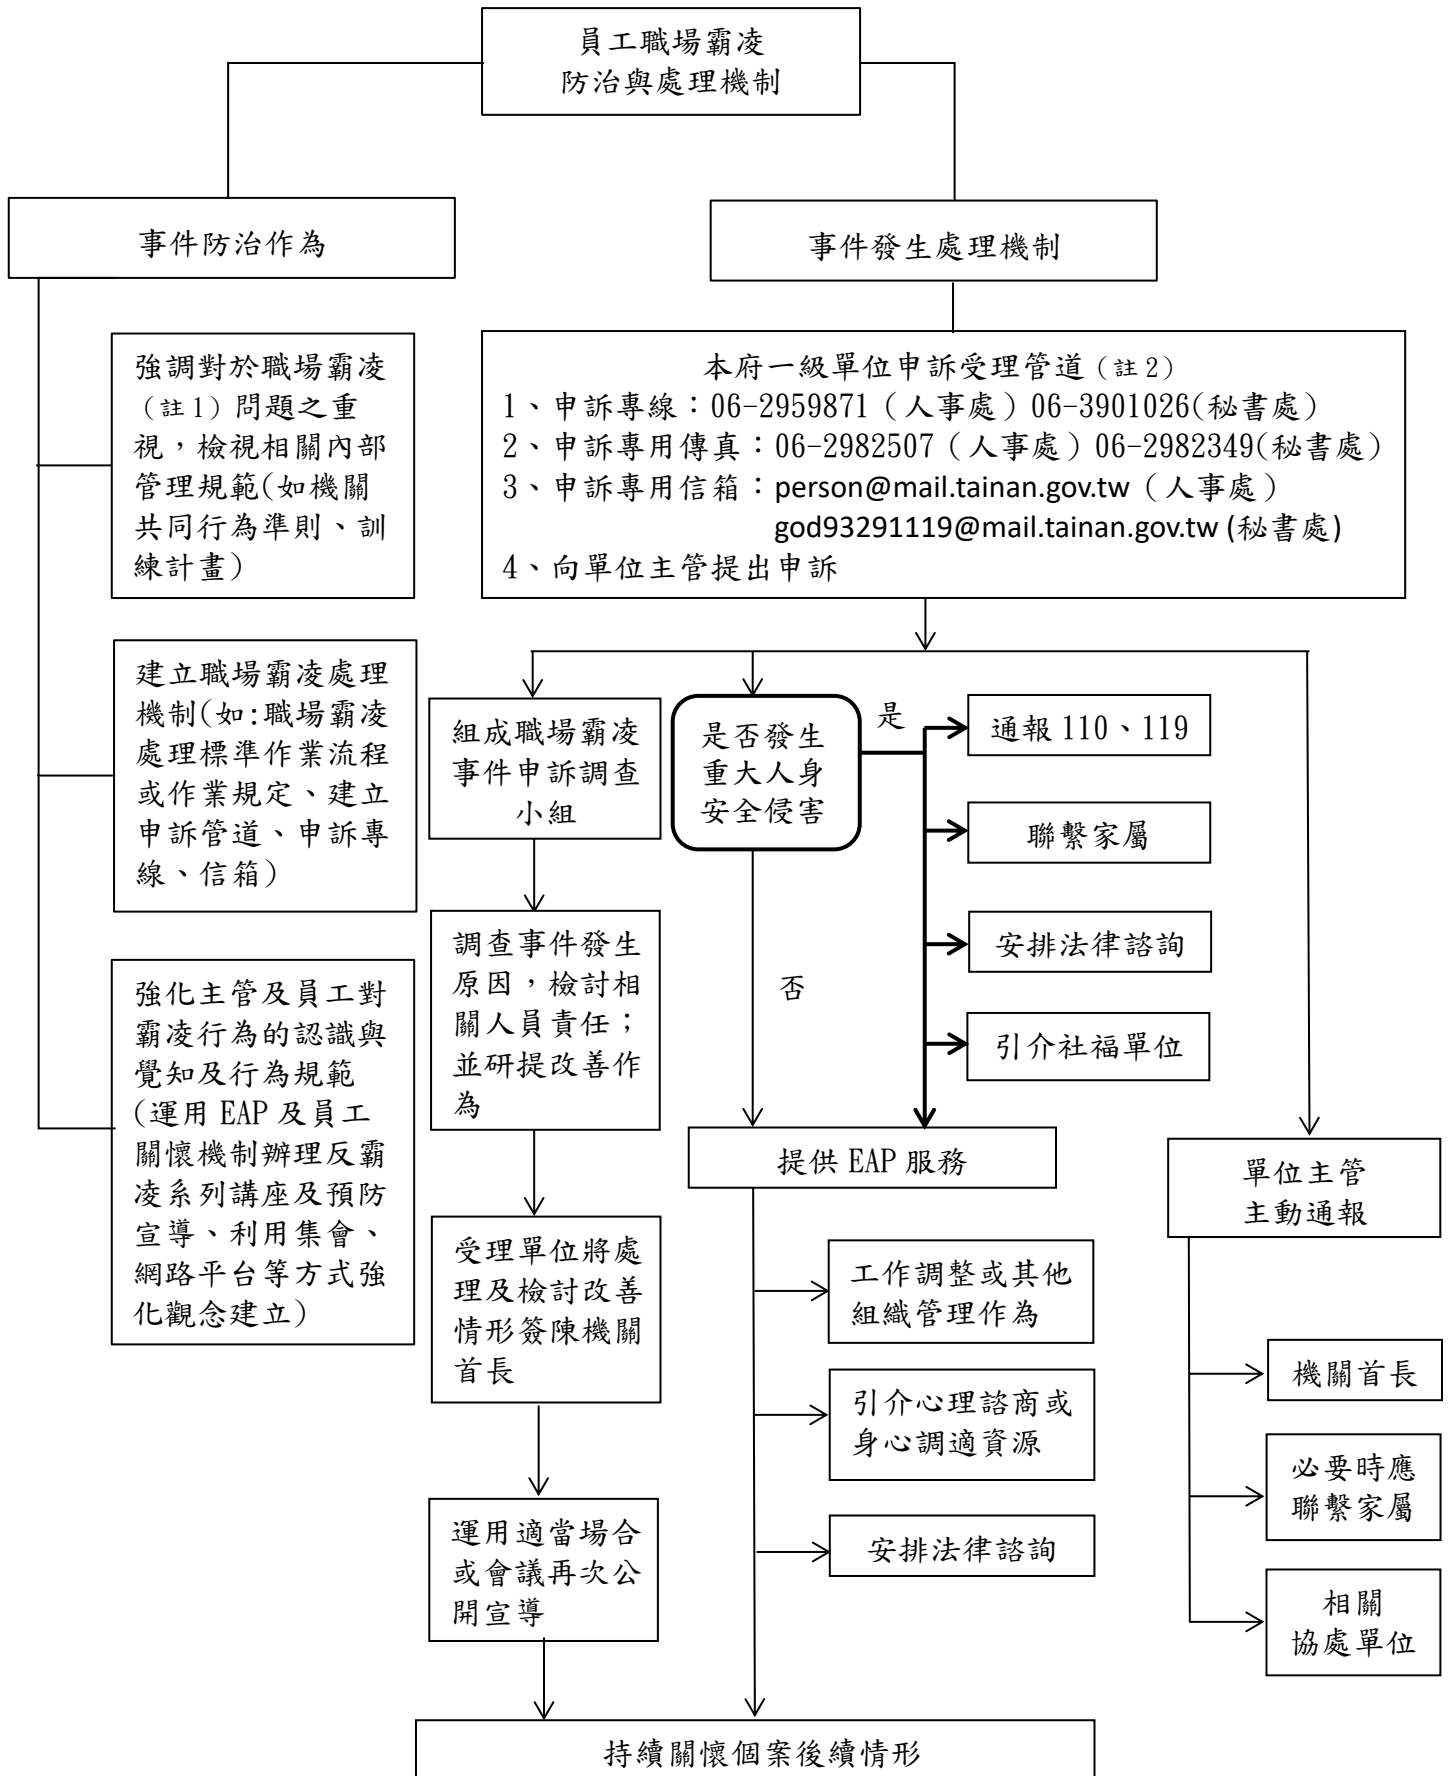 員工職場霸凌
防治與處理機制
事件防治作為
事件發生處理機制
強調對於職場霸凌
（註1）問題之重
視，檢視相關內部
管理規範(如機關
共同行為準則、訓
練計畫)
建立職場霸凌處理
機制(如:職場霸凌
處理標準作業流程
或作業規定、建立
申訴管道、申訴專
線、信箱)
強化主管及員工對
霸凌行為的認識與
覺知及行為規範
(運用 EAP 及員工
關懷機制辦理反霸
凌系列講座及預防
宣導、利用集會、
網路平台等方式強
化觀念建立)
本府一級單位申訴受理管道（註2）
1、申訴專線：06-2959871（人事處）06-3901026(秘書處)
2、申訴專用傳真：06-2982507（人事處）06-2982349(秘書處)
3、申訴專用信箱：person@mail.tainan.gov.tw（人事處）
god93291119@mail.tainan.gov.tw (秘書處)
4、向單位主管提出申訴
組成職場霸凌
事件申訴調查
小組
調查事件發生
原因，檢討相
關人員責任；
並研提改善作
為
受理單位將處
理及檢討改善
情形簽陳機關
首長
運用適當場合
或會議再次公
開宣導
是否發生
重大人身
安全侵害
是
否
通報 110、119
聯繫家屬
安排法律諮詢
引介社福單位
提供 EAP 服務
工作調整或其他
組織管理作為
引介心理諮商或
身心調適資源
安排法律諮詢
單位主管
主動通報
機關首長
必要時應
聯繫家屬
相關
協處單位
持續關懷個案後續情形